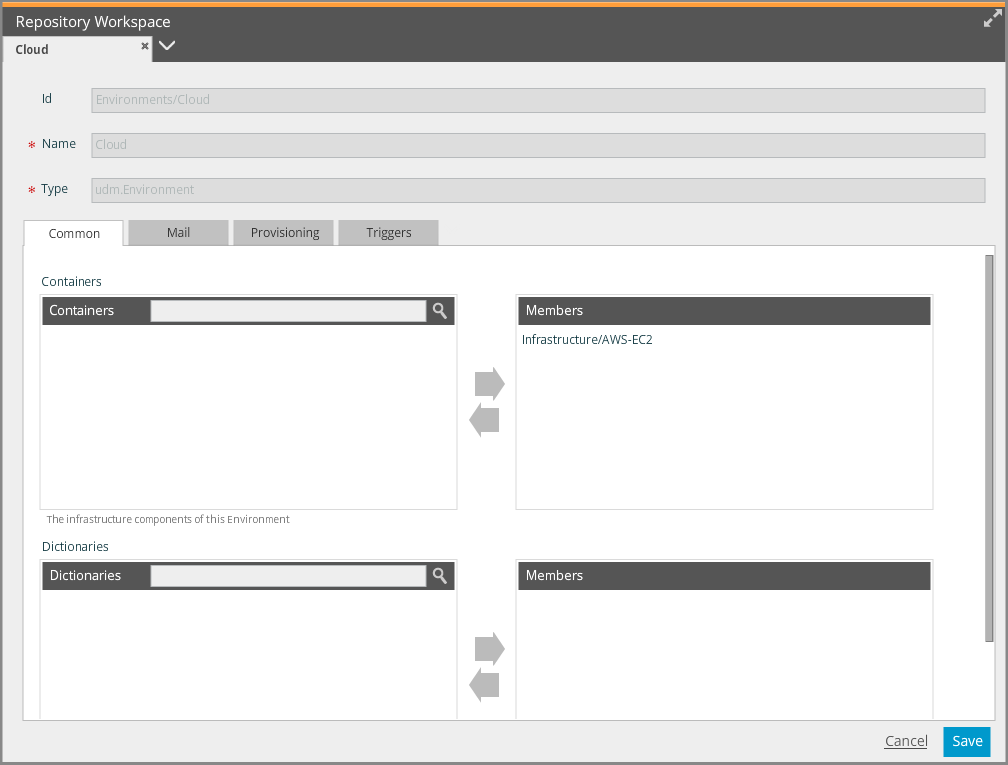 Repository Workspace
Cloud
Id
Environments/Cloud
* Name
Cloud
* Type
udm.Environment
Common Mail Provisioning Triggers
Containers
Containers
Members
Infrastructure/AWS-EC2
The infrastructure components of this Environment
Dictionaries
Dictionaries
Members
Cancel Save